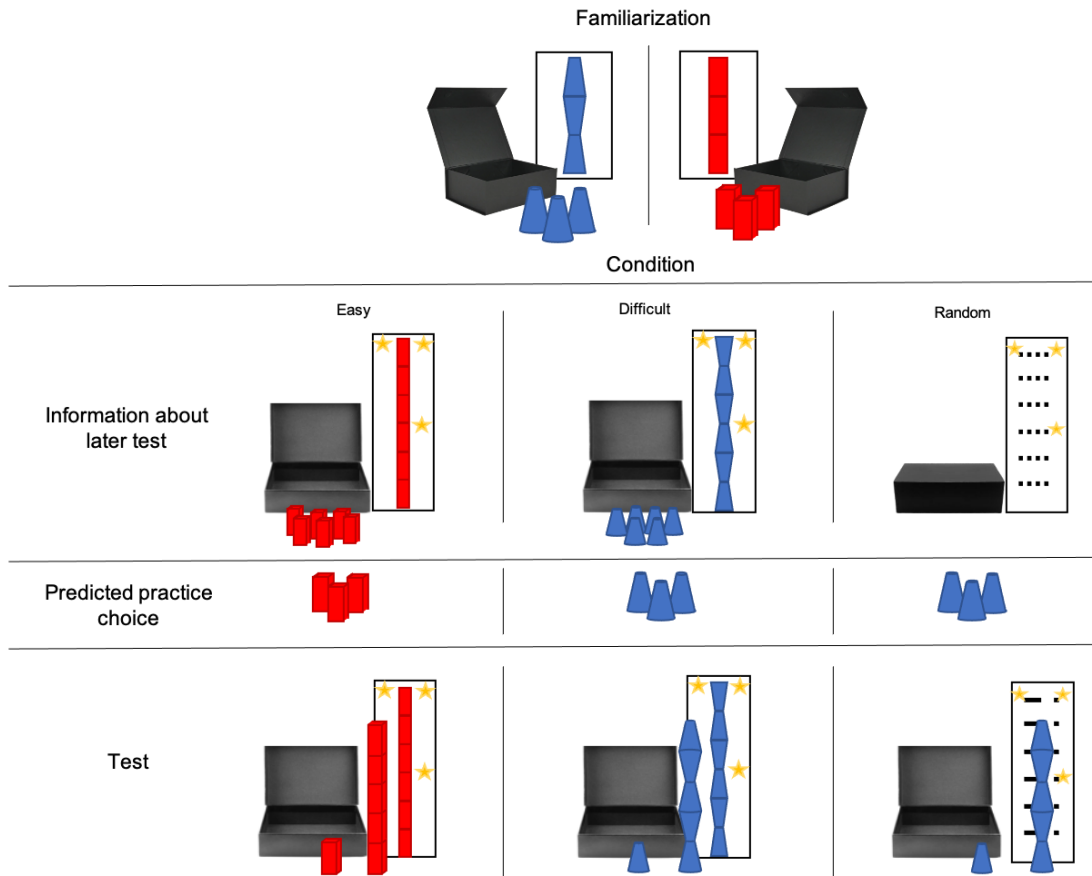 Familiarization
Condition
Easy
Difficult
Random
Information about
later test
Predicted practice
choice
Test